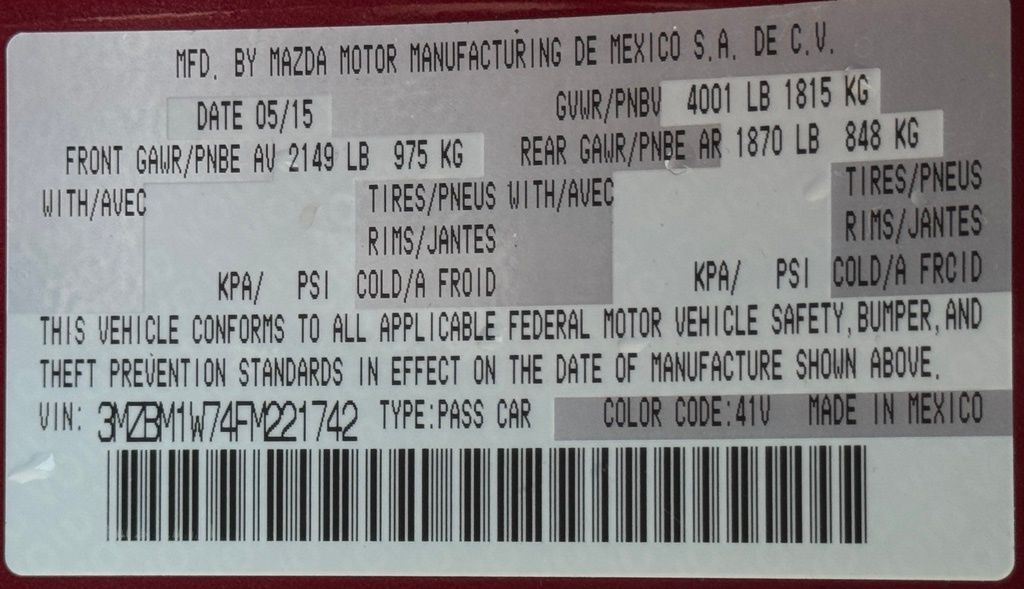 MFD. BY MAZDA MOTOR MANUFACTURING DE MEXICO S.A. DE C.V.
DATE 05/15 GVWR/PNBV 4001 LB 1815 KG
FRONT GAWR/PNBE AV 2149 LB 975 KG REAR GAWR/PNBE AR 1870 LB 848 KG
WITH/AVEC TIRES/PNEUS WITH/AVEC TIRES/PNEUS
RIMS/JANTES RIMS/JANTES
KPA/ PSI COLD/A FROID KPA/ PSI COLD/A FROID
THIS VEHICLE CONFORMS TO ALL APPLICABLE FEDERAL MOTOR VEHICLE SAFETY, BUMPER, AND
THEFT PREVENTION STANDARDS IN EFFECT ON THE DATE OF MANUFACTURE SHOWN ABOVE.
VIN: 3MZBM1W74FM221742 TYPE:PASS CAR COLOR CODE:41V MADE IN MEXICO